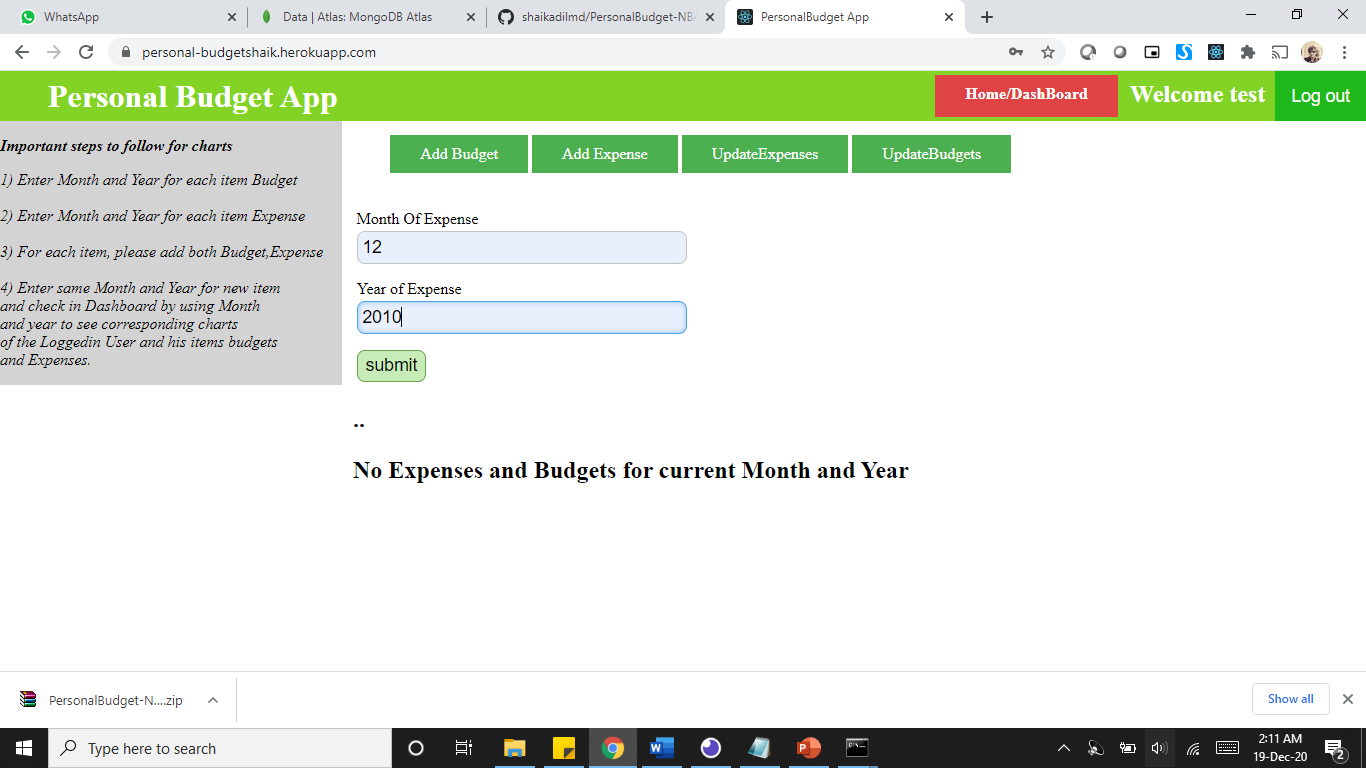 WhatsApp
Data | Atlas: MongoDB Atlas
shaikadilmd/PersonalBudget-NB
PersonalBudget App
personal-budgetshaik.herokuapp.com
Personal Budget App
Home/DashBoard
Welcome test
Log out
Important steps to follow for charts
1) Enter Month and Year for each item Budget
2) Enter Month and Year for each item Expense
3) For each item, please add both Budget,Expense
4) Enter same Month and Year for new item
and check in Dashboard by using Month
and year to see corresponding charts
of the Loggedin User and his items budgets
and Expenses.
Add Budget
Add Expense
UpdateExpenses
UpdateBudgets
Month Of Expense
12
Year of Expense
2010
submit
..
No Expenses and Budgets for current Month and Year
PersonalBudget-N....zip
Show all
Type here to search
2:11 AM
19-Dec-20
2